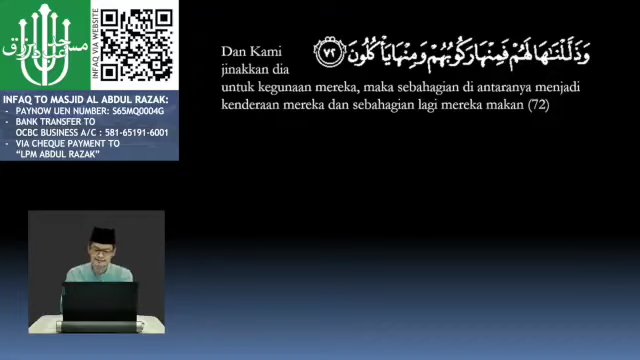 مسجد عبدالرزاق
INFAQ VIA WEBSITE
INFAQ TO MASJID AL ABDUL RAZAK:
- PAYNOW UEN NUMBER: S65MQ0004G
- BANK TRANSFER TO
OCBC BUSINESS A/C : 581-65191-6001
- VIA CHEQUE PAYMENT TO
“LPM ABDUL RAZAK”
وَذَلَّلْنَـٰهَا لَهُمْ فَمِنْهَا رَكُوبُهُمْ وَمِنْهَا يَأْكُلُونَ ٧٢
Dan Kami
jinakkan dia
untuk kegunaan mereka, maka sebahagian di antaranya menjadi
kenderaan mereka dan sebahagian lagi mereka makan (72)